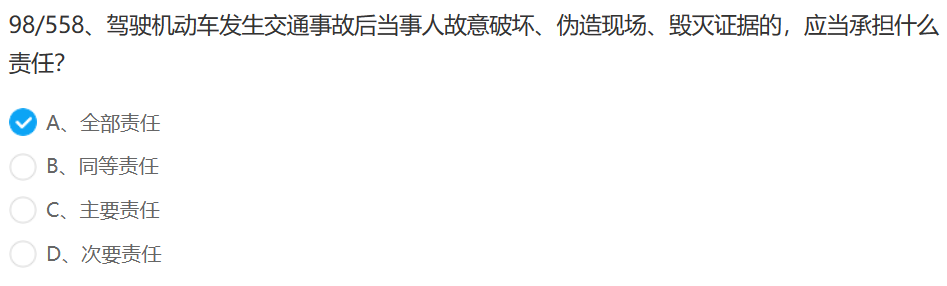 98/558、驾驶机动车发生交通事故后当事人故意破坏、伪造现场、毁灭证据的，应当承担什么
责任？
A、全部责任
B、同等责任
C、主要责任
D、次要责任